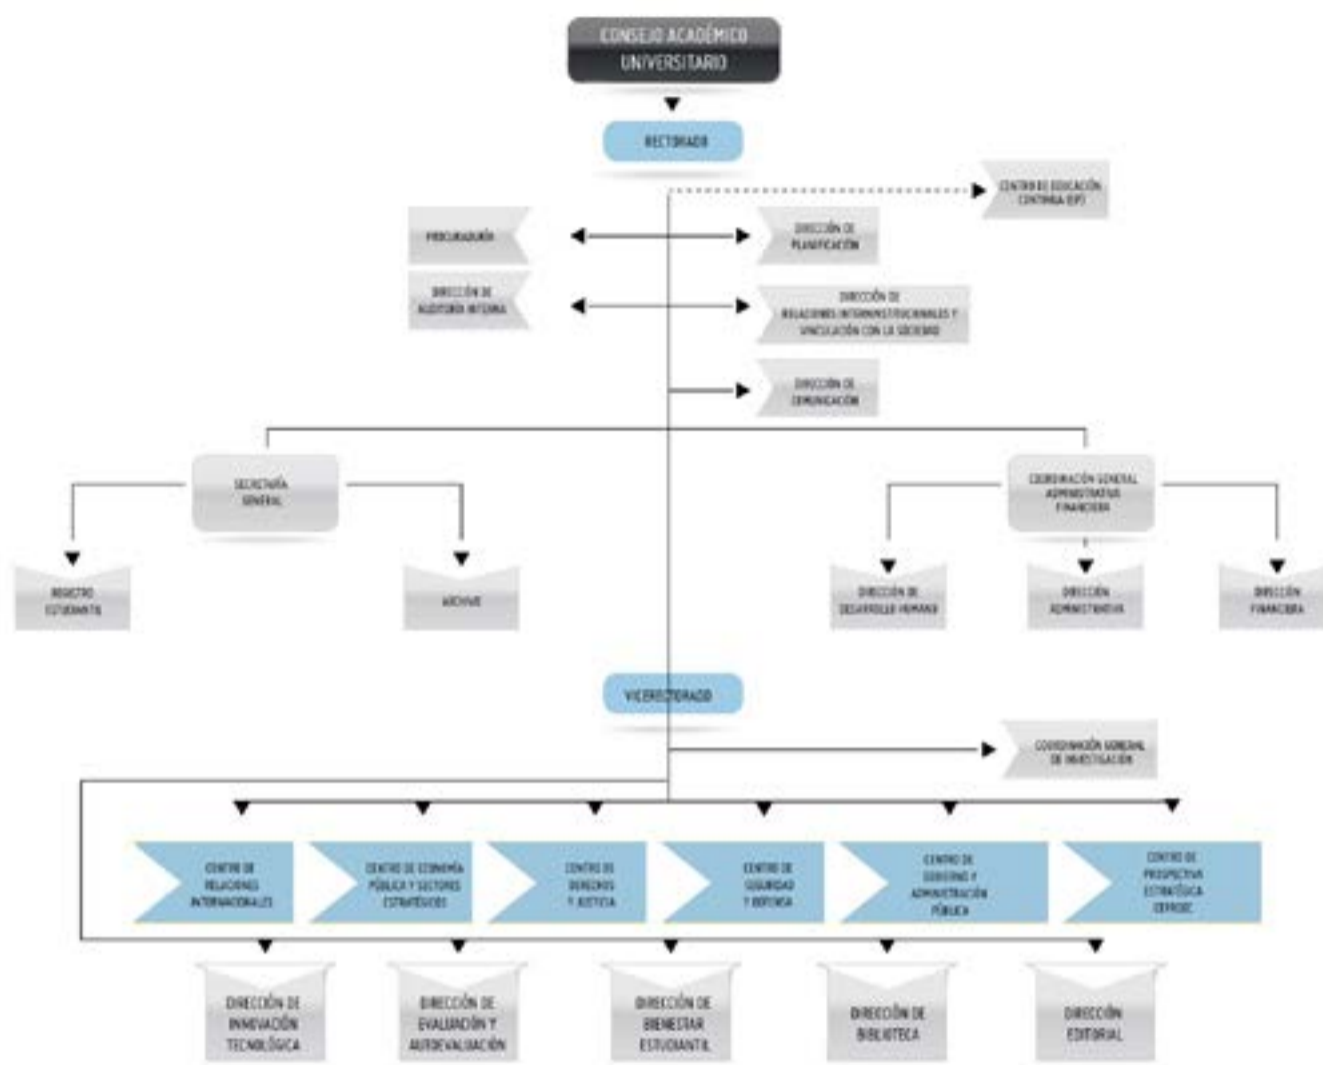 CONSEJO ACADÉMICO
UNIVERSITARIO
RECTORADO
CENTRO DE EDUCACIÓN
CONTINUA
PROCURADURÍA
DIRECCIÓN DE
PLANIFICACIÓN
DIRECCIÓN DE
AUDITORÍA INTERNA
DIRECCIÓN DE
RELACIONES INTERINSTITUCIONALES Y
VINCULACIÓN CON LA SOCIEDAD
DIRECCIÓN DE
COMUNICACIÓN
SECRETARÍA
GENERAL
COORDINACIÓN GENERAL
ADMINISTRATIVA
FINANCIERA
REGISTRO
ESTUDIANTIL
ARCHIVO
DIRECCIÓN DE
DESARROLLO HUMANO
DIRECCIÓN
ADMINISTRATIVA
DIRECCIÓN
FINANCIERA
VICERECTORADO
COORDINACIÓN GENERAL
DE INVESTIGACIÓN
CENTRO DE
RELACIONES
INTERNACIONALES
CENTRO DE ECONOMÍA
PÚBLICA Y SECTORES
ESTRATÉGICOS
CENTRO DE
DERECHOS
Y JUSTICIA
CENTRO DE
SEGURIDAD
Y DEFENSA
CENTRO DE
GOBIERNO Y
ADMINISTRACIÓN
PÚBLICA
CENTRO DE
PROSPECTIVA
ESTRATÉGICA
DIRECCIÓN DE
INNOVACIÓN
TECNOLÓGICA
DIRECCIÓN DE
EVALUACIÓN Y
AUTOEVALUACIÓN
DIRECCIÓN DE
BIENESTAR
ESTUDIANTIL
DIRECCIÓN DE
BIBLIOTECA
DIRECCIÓN
EDITORIAL